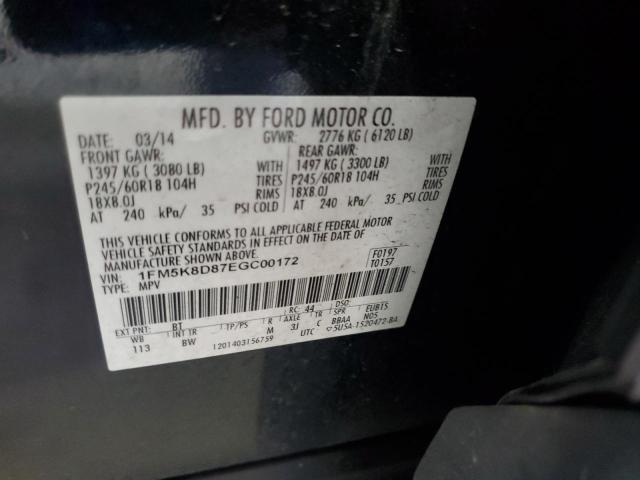 MFD. BY FORD MOTOR CO.
DATE: 03/14 GVWR: 2776 KG ( 6120 LB)
FRONT GAWR: REAR GAWR:
1397 KG ( 3080 LB) WITH 1497 KG ( 3300 LB) WITH
P245/60R18 104H TIRES P245/60R18 104H TIRES
18X8.0J RIMS 18X8.0J RIMS
AT 240 kPa/ 35 PSI COLD AT 240 kPa/ 35 PSI COLD
THIS VEHICLE CONFORMS TO ALL APPLICABLE FEDERAL MOTOR
VEHICLE SAFETY STANDARDS IN EFFECT ON THE DATE OF
MANUFACTURE SHOWN ABOVE.
VIN: 1FM5K8D87EGC00172 F0197
TYPE: MPV T0157
EXT PNT: BT RC: 44 DSO:
WB INT TR TP/PS R AXLE TR SPR EUBT5
113 BW M 3J C BBAA N05
1201403156759 UTC 5U5A-1520472-BA